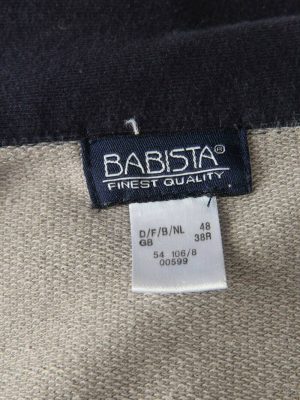 BABISTA®
FINEST QUALITY
D/F/B/NL 48
GB 38R
54 106/8
00599